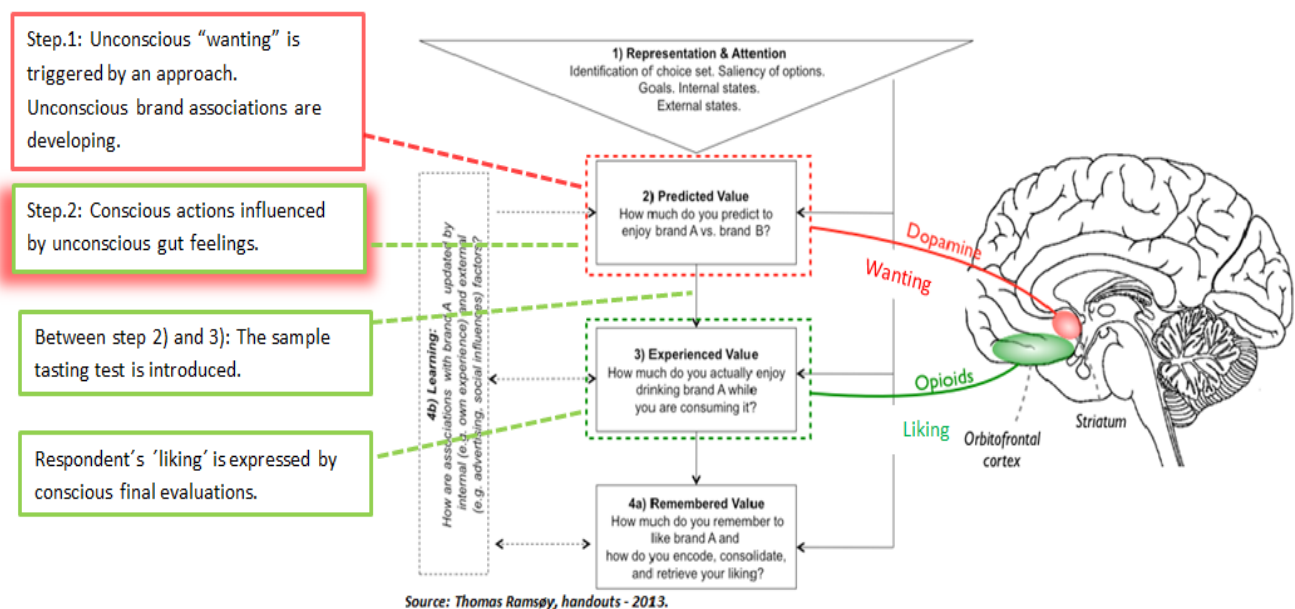 Step.1: Unconscious “wanting” is
triggered by an approach.
Unconscious brand associations are
developing.
Step.2: Conscious actions influenced
by unconscious gut feelings.
Between step 2) and 3): The sample
tasting test is introduced.
Respondent´s ´liking´ is expressed by
conscious final evaluations.
1) Representation & Attention
Identification of choice set. Saliency of options.
Goals. Internal states.
External states.
2) Predicted Value
How much do you predict to
enjoy brand A vs. brand B?
3) Experienced Value
How much do you actually enjoy
drinking brand A while
you are consuming it?
4a) Remembered Value
How much do you remember to
like brand A and
how do you encode, consolidate,
and retrieve your liking?
4b) Learning:
How are associations with brand A updated by
internal (e.g. own experience) and external
(e.g. advertising, social influences) factors?
Dopamine
Wanting
Opioids
Liking
Orbitofrontal
cortex
Striatum
Source: Thomas Ramsøy, handouts - 2013.